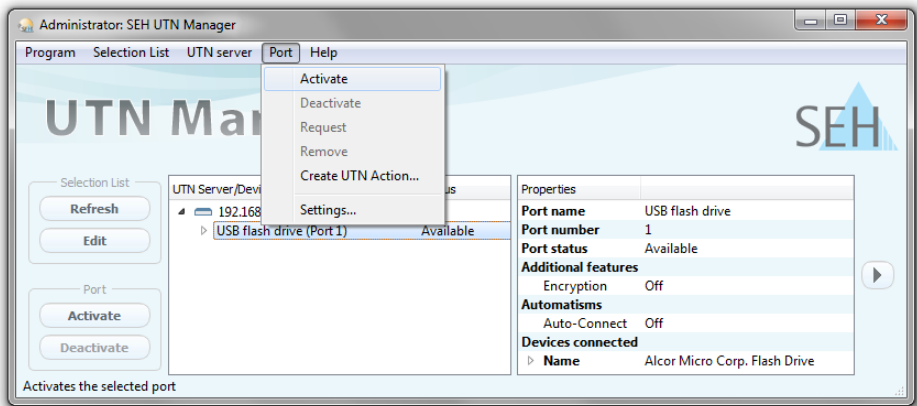 Administrator: SEH UTN Manager
Program Selection List UTN server Port Help
Activate
Deactivate
Request
Remove
Create UTN Action...
Settings...
UTN Mar
SEH
Selection List
Refresh
Edit
Port
Activate
Deactivate
UTN Server/Devi us
192.168
USB flash drive (Port 1) Available
Properties
Port name USB flash drive
Port number 1
Port status Available
Additional features
Encryption Off
Automatisms
Auto-Connect Off
Devices connected
Name Alcor Micro Corp. Flash Drive
Activates the selected port